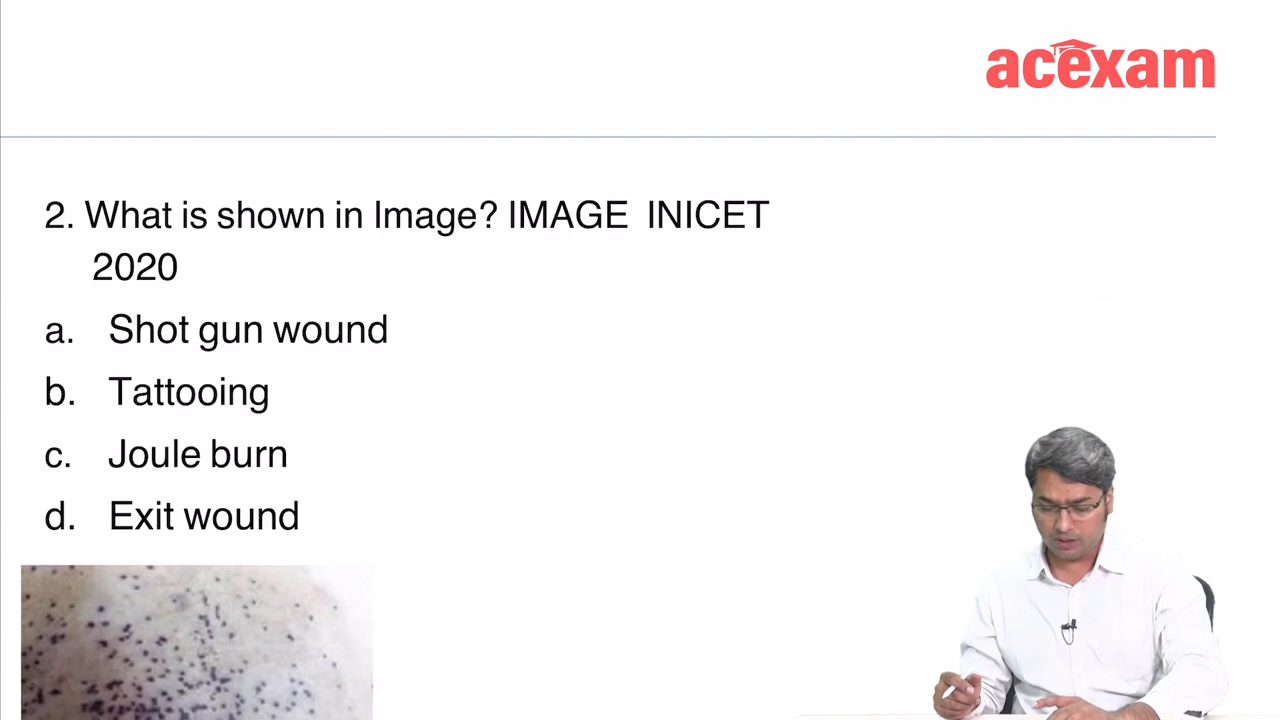 acexam
2. What is shown in Image? IMAGE INICET
2020
a. Shot gun wound
b. Tattooing
c. Joule burn
d. Exit wound